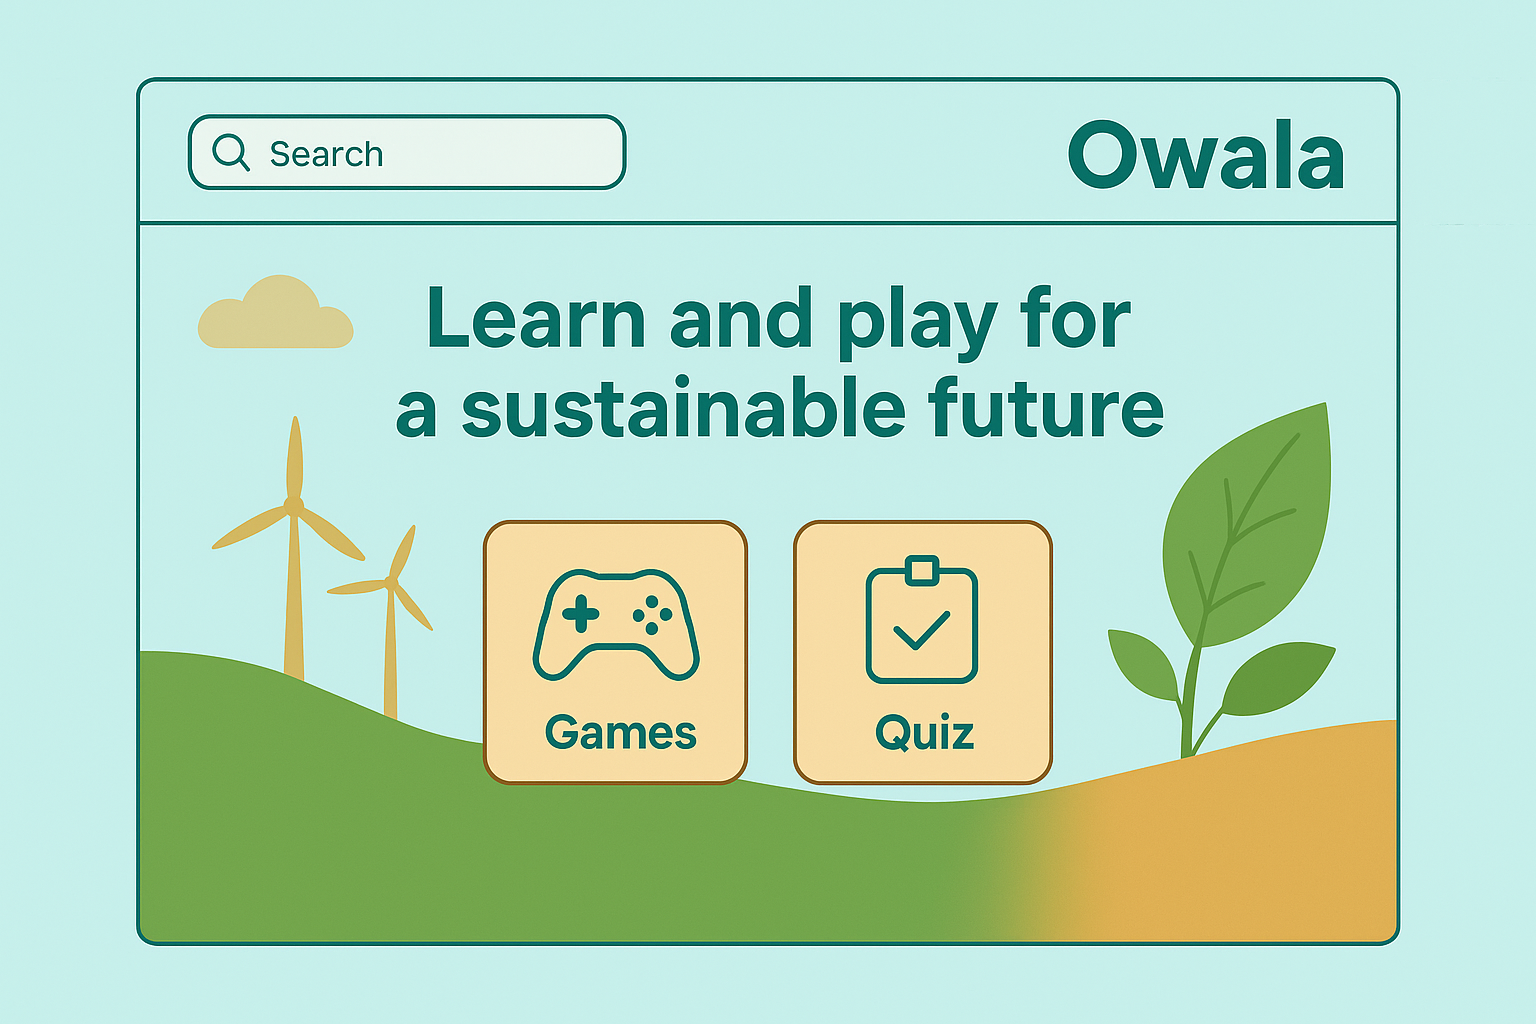 Search
Owala
Learn and play for
a sustainable future
Games
Quiz